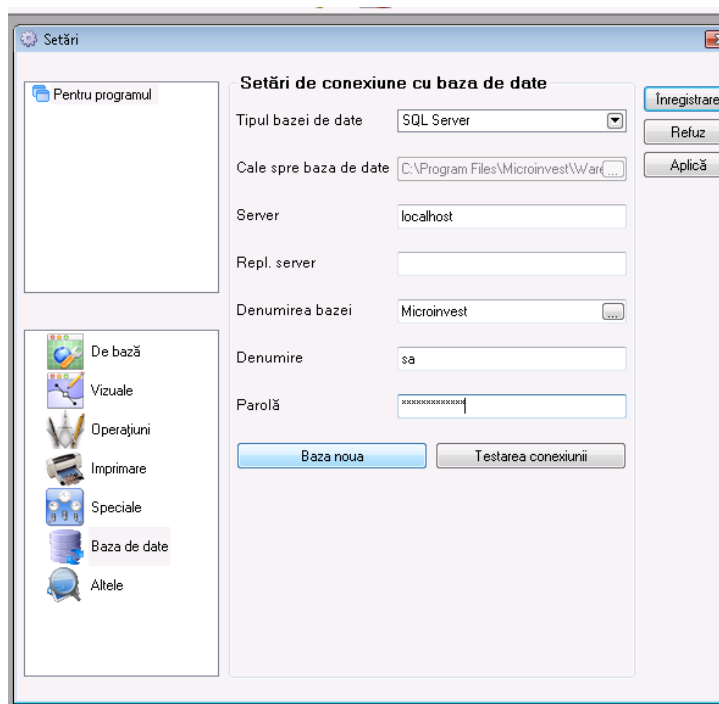 Setări
Pentru programul
De bază
Vizuale
Operațiuni
Imprimare
Speciale
Baza de date
Altele
Setări de conexiune cu baza de date
Tipul bazei de date SQL Server
Cale spre baza de date C:\Program Files\Microinvest\Ware ...
Server localhost
Repl. server
Denumirea bazei Microinvest ...
Denumire sa
Parolă *************
Baza noua Testarea conexiunii
Înregistrare
Refuz
Aplică